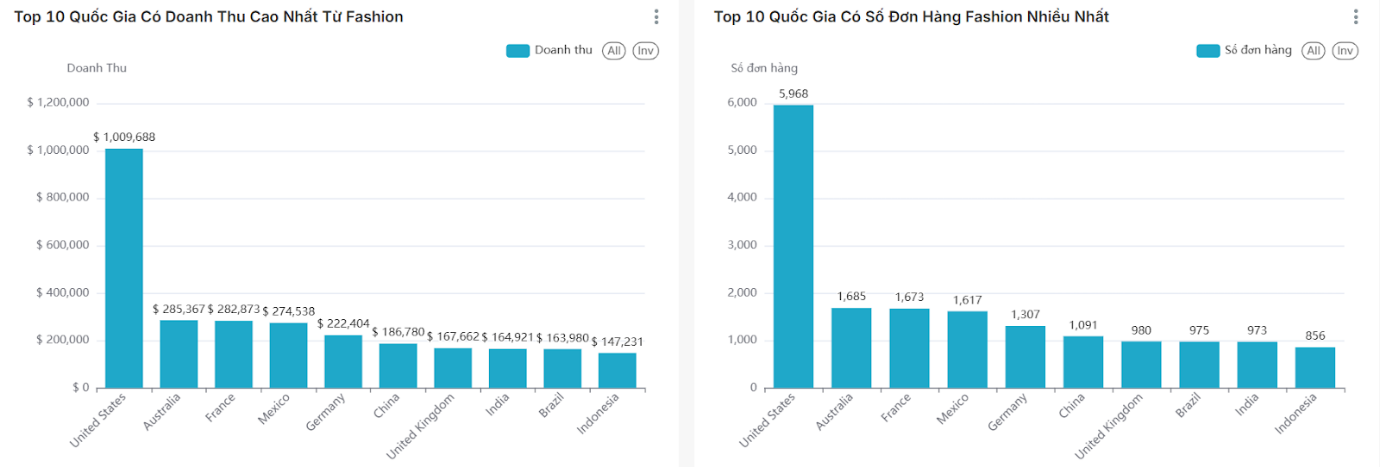 Top 10 Quốc Gia Có Doanh Thu Cao Nhất Từ Fashion
Doanh thu All Inv
Doanh Thu
$ 1,200,000
$ 1,000,000
$ 800,000
$ 600,000
$ 400,000
$ 200,000
$ 0
$ 1,009,688
$ 285,367
$ 282,873
$ 274,538
$ 222,404
$ 186,780
$ 167,662
$ 164,921
$ 163,980
$ 147,231
United States
Australia
France
Mexico
Germany
China
United Kingdom
India
Brazil
Indonesia
Top 10 Quốc Gia Có Số Đơn Hàng Fashion Nhiều Nhất
Số đơn hàng All Inv
Số đơn hàng
6,000
5,000
4,000
3,000
2,000
1,000
0
5,968
1,685
1,673
1,617
1,307
1,091
980
975
973
856
United States
Australia
France
Mexico
Germany
China
United Kingdom
Brazil
India
Indonesia